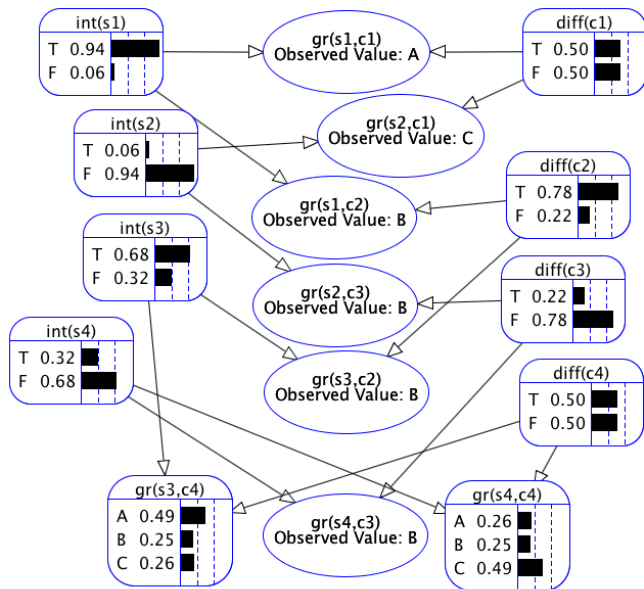 int(s1)
T 0.94
F 0.06
gr(s1,c1)
Observed Value: A
diff(c1)
T 0.50
F 0.50
int(s2)
T 0.06
F 0.94
gr(s2,c1)
Observed Value: C
diff(c2)
T 0.78
F 0.22
gr(s1,c2)
Observed Value: B
int(s3)
T 0.68
F 0.32
gr(s2,c3)
Observed Value: B
diff(c3)
T 0.22
F 0.78
int(s4)
T 0.32
F 0.68
gr(s3,c2)
Observed Value: B
diff(c4)
T 0.50
F 0.50
gr(s3,c4)
A 0.49
B 0.25
C 0.26
gr(s4,c3)
Observed Value: B
gr(s4,c4)
A 0.26
B 0.25
C 0.49